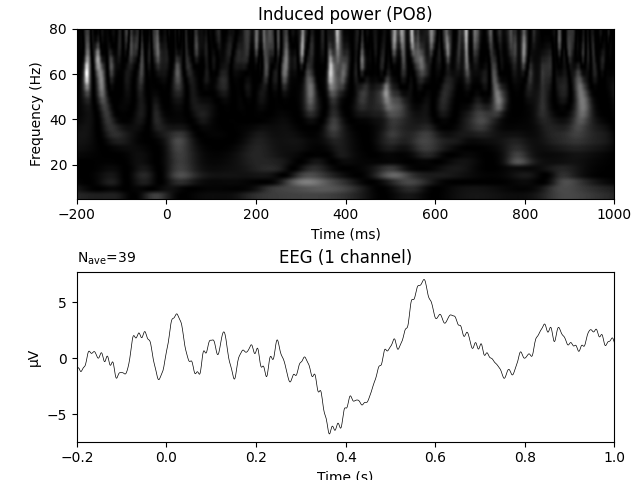 Induced power (PO8)
80
60
40
20
Frequency (Hz)
−200 0 200 400 600 800 1000
Time (ms)
Nave=39 EEG (1 channel)
5
0
−5
µV
−0.2 0.0 0.2 0.4 0.6 0.8 1.0
Time (s)